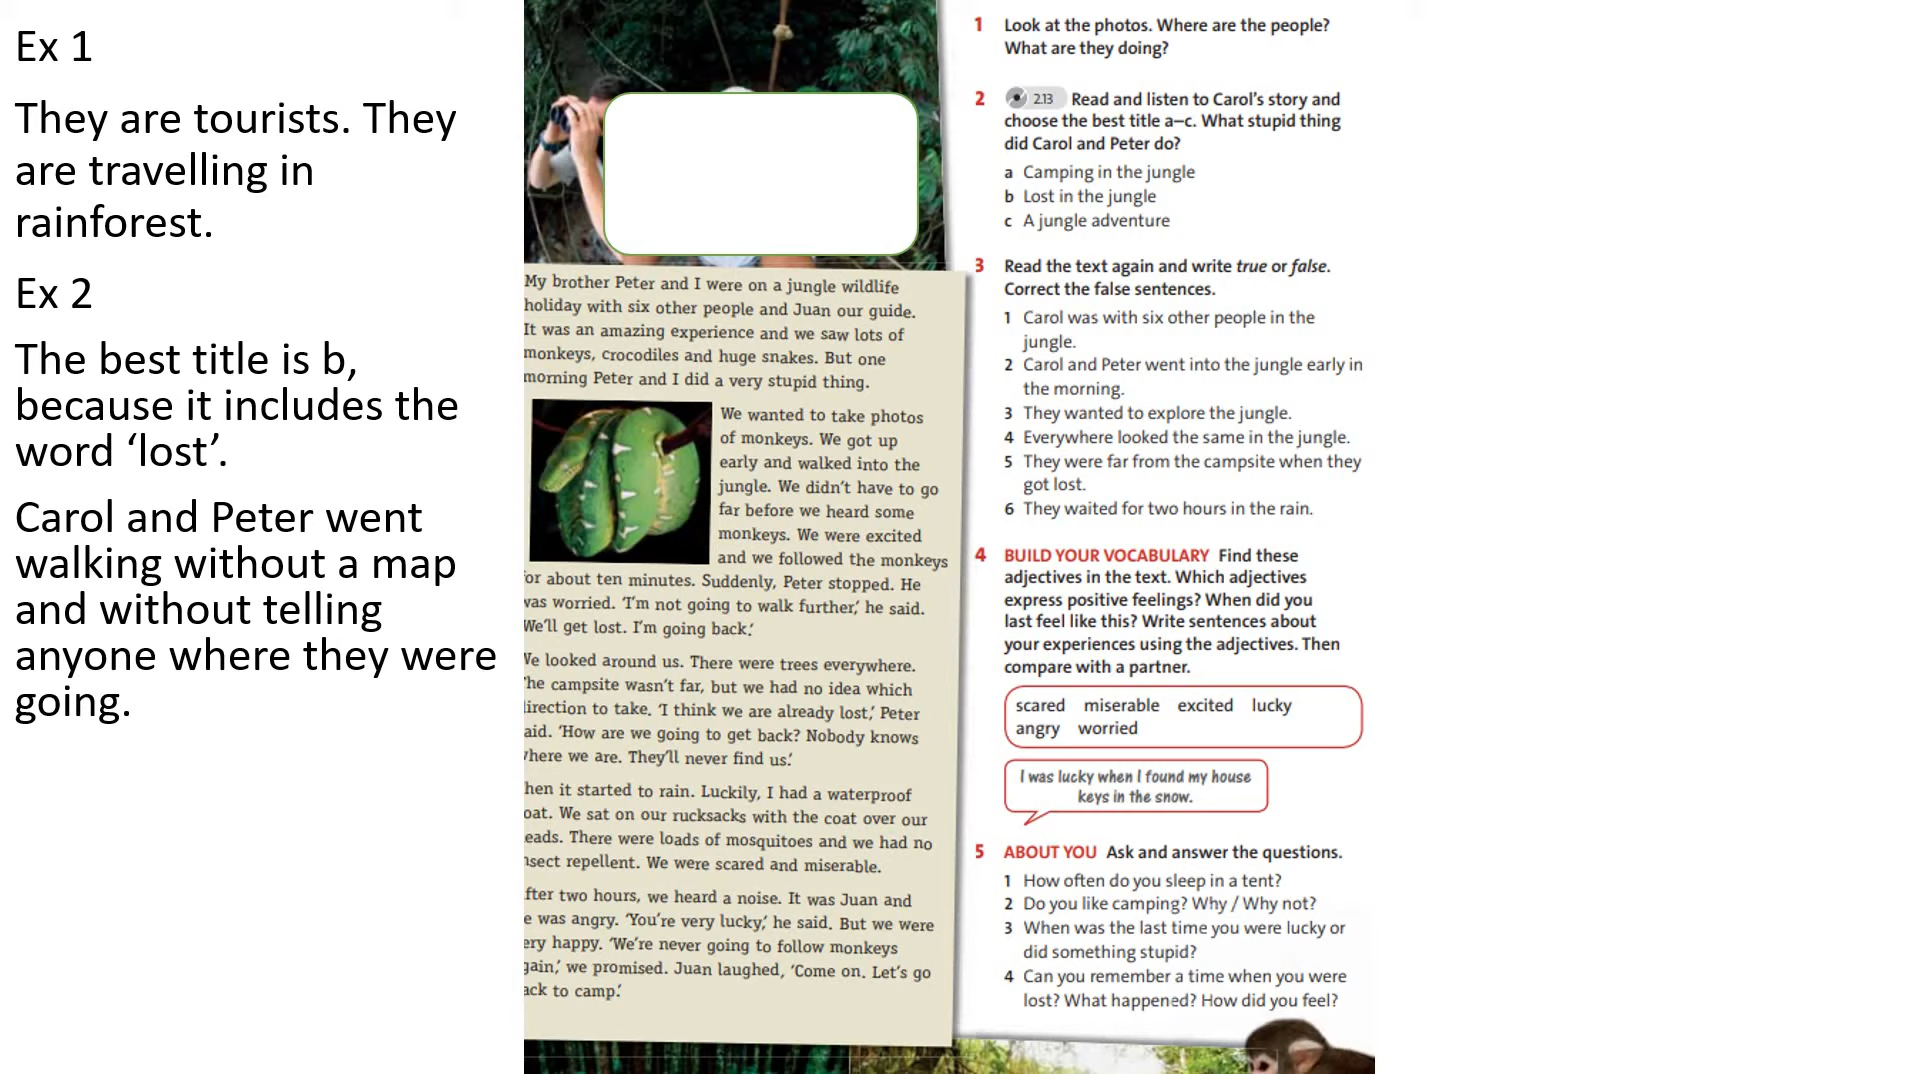 Ex 1
They are tourists. They
are travelling in
rainforest.
Ex 2
The best title is b,
because it includes the
word ‘lost’.
Carol and Peter went
walking without a map
and without telling
anyone where they were
going.
My brother Peter and I were on a jungle wildlife
holiday with six other people and Juan our guide.
It was an amazing experience and we saw lots of
monkeys, crocodiles and huge snakes. But one
morning Peter and I did a very stupid thing.
We wanted to take photos
of monkeys. We got up
early and walked into the
jungle. We didn't have to go
far before we heard some
monkeys. We were excited
and we followed the monkeys
for about ten minutes. Suddenly, Peter stopped. He
was worried. 'I'm not going to walk further,' he said.
We'll get lost. I'm going back.'
We looked around us. There were trees everywhere.
The campsite wasn't far, but we had no idea which
direction to take. 'I think we are already lost,' Peter
said. 'How are we going to get back? Nobody knows
where we are. They'll never find us.'
hen it started to rain. Luckily, I had a waterproof
oat. We sat on our rucksacks with the coat over our
eads. There were loads of mosquitoes and we had no
nsect repellent. We were scared and miserable.
fter two hours, we heard a noise. It was Juan and
e was angry. 'You're very lucky,' he said. But we were
ery happy. 'We're never going to follow monkeys
gain,' we promised. Juan laughed, 'Come on. Let's go
ack to camp.'
1 Look at the photos. Where are the people?
What are they doing?
2 2.13 Read and listen to Carol's story and
choose the best title a–c. What stupid thing
did Carol and Peter do?
a Camping in the jungle
b Lost in the jungle
c A jungle adventure
3 Read the text again and write true or false.
Correct the false sentences.
1 Carol was with six other people in the
jungle.
2 Carol and Peter went into the jungle early in
the morning.
3 They wanted to explore the jungle.
4 Everywhere looked the same in the jungle.
5 They were far from the campsite when they
got lost.
6 They waited for two hours in the rain.
4 BUILD YOUR VOCABULARY Find these
adjectives in the text. Which adjectives
express positive feelings? When did you
last feel like this? Write sentences about
your experiences using the adjectives. Then
compare with a partner.
scared miserable excited lucky
angry worried
I was lucky when I found my house
keys in the snow.
5 ABOUT YOU Ask and answer the questions.
1 How often do you sleep in a tent?
2 Do you like camping? Why / Why not?
3 When was the last time you were lucky or
did something stupid?
4 Can you remember a time when you were
lost? What happened? How did you feel?